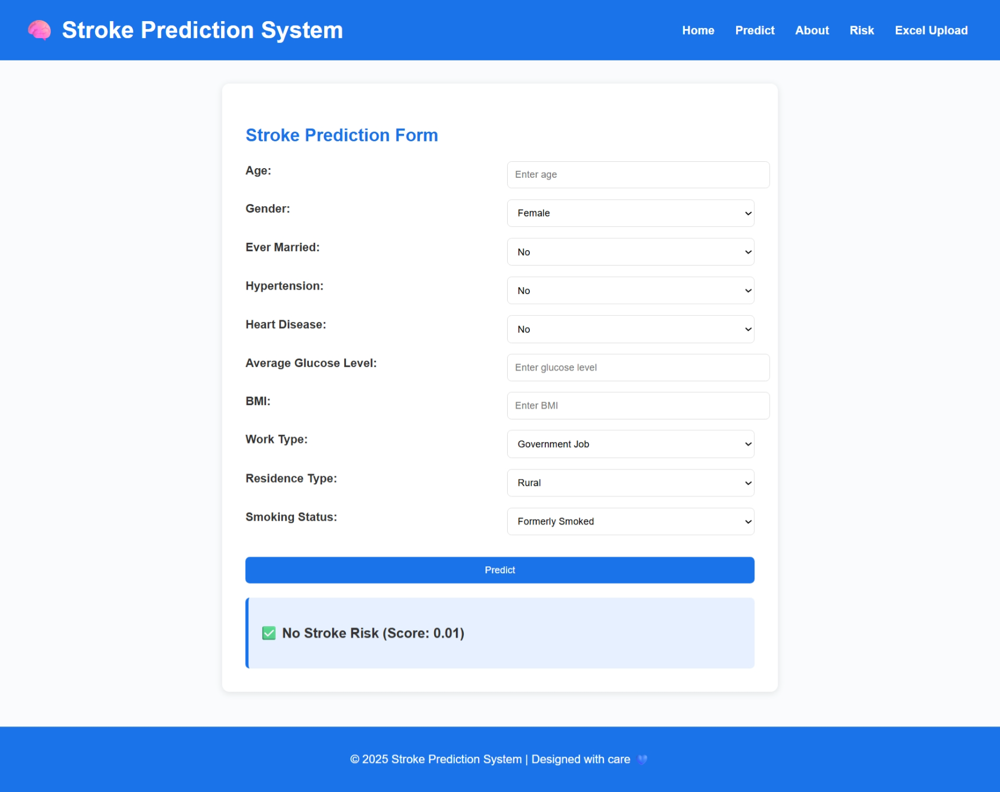 Stroke Prediction System
Home Predict About Risk Excel Upload
Stroke Prediction Form
Age: Enter age
Gender: Female
Ever Married: No
Hypertension: No
Heart Disease: No
Average Glucose Level: Enter glucose level
BMI: Enter BMI
Work Type: Government Job
Residence Type: Rural
Smoking Status: Formerly Smoked
Predict
No Stroke Risk (Score: 0.01)
© 2025 Stroke Prediction System | Designed with care